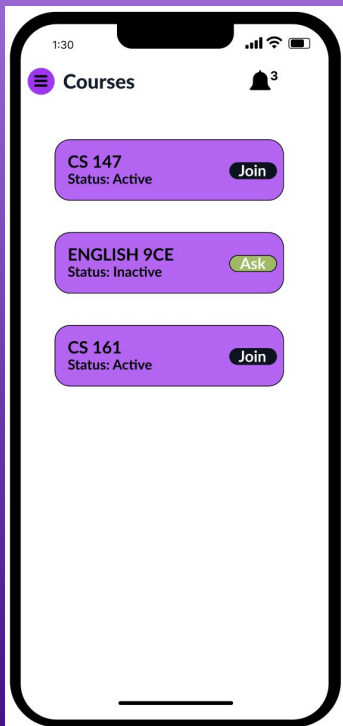 1:30
Courses
3
CS 147
Status: Active
Join
ENGLISH 9CE
Status: Inactive
Ask
CS 161
Status: Active
Join